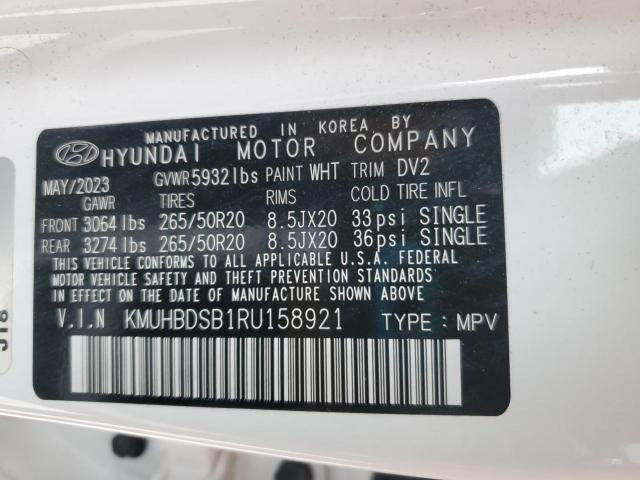 MANUFACTURED IN KOREA BY
HYUNDAI MOTOR COMPANY
MAY/2023 GVWR5932lbs PAINT WHT TRIM DV2
GAWR TIRES RIMS COLD TIRE INFL
FRONT 3064lbs 265/50R20 8.5JX20 33psi SINGLE
REAR 3274lbs 265/50R20 8.5JX20 36psi SINGLE
THIS VEHICLE CONFORMS TO ALL APPLICABLE U.S.A. FEDERAL
MOTOR VEHICLE SAFETY AND THEFT PREVENTION STANDARDS
IN EFFECT ON THE DATE OF MANUFACTURE SHOWN ABOVE.
V.I.N KMUHBDSB1RU158921 TYPE : MPV